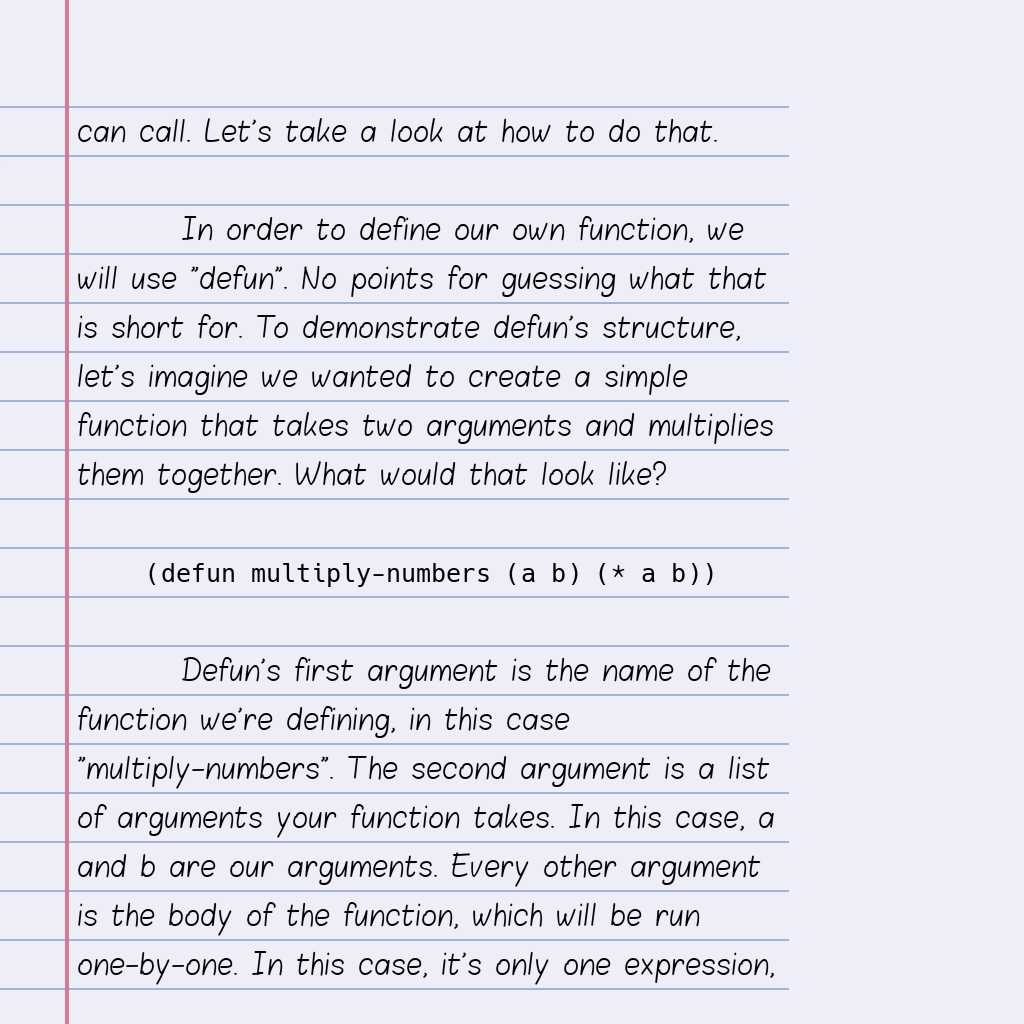 can call. Let's take a look at how to do that.
In order to define our own function, we
will use "defun". No points for guessing what that
is short for. To demonstrate defun's structure,
let's imagine we wanted to create a simple
function that takes two arguments and multiplies
them together. What would that look like?
(defun multiply-numbers (a b) (* a b))
Defun's first argument is the name of the
function we're defining, in this case
"multiply-numbers". The second argument is a list
of arguments your function takes. In this case, a
and b are our arguments. Every other argument
is the body of the function, which will be run
one-by-one. In this case, it's only one expression,